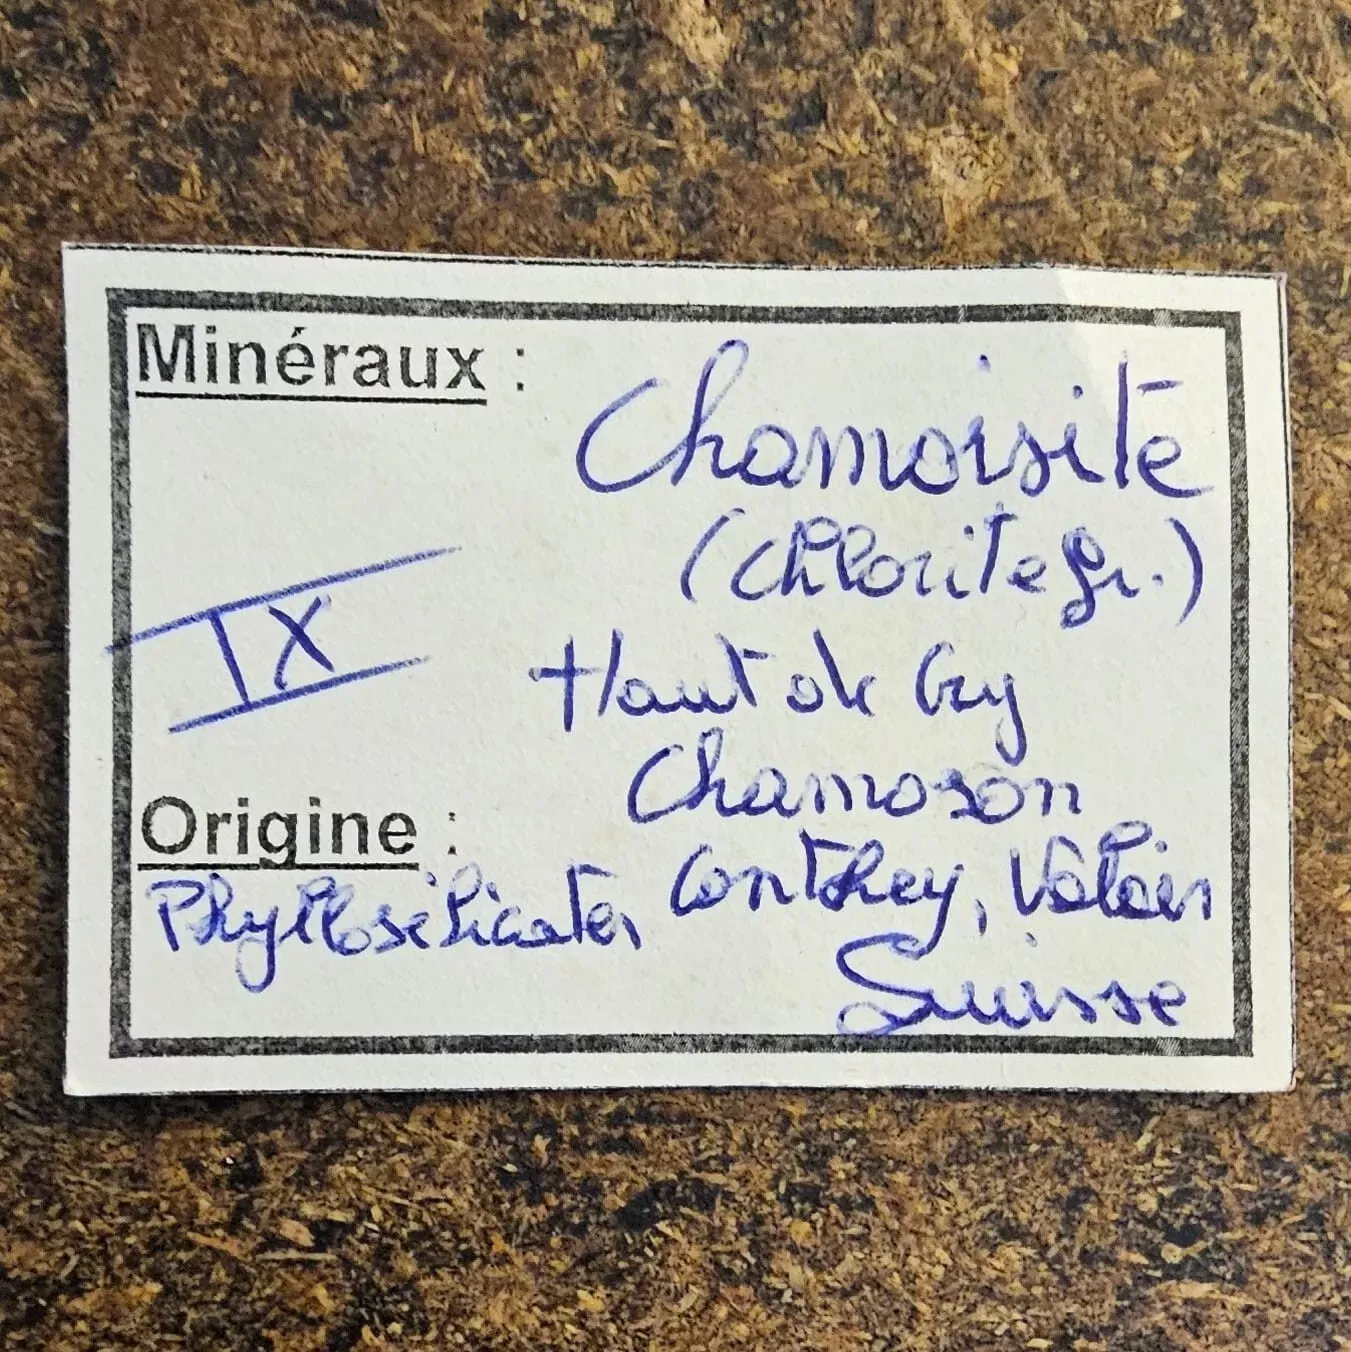 Minéraux :
Chamoisite
(Chlorite gr.)
IX
Haut de Cry
Chamoson
Origine :
Phyllosilicates Conthey, Valais
Suisse